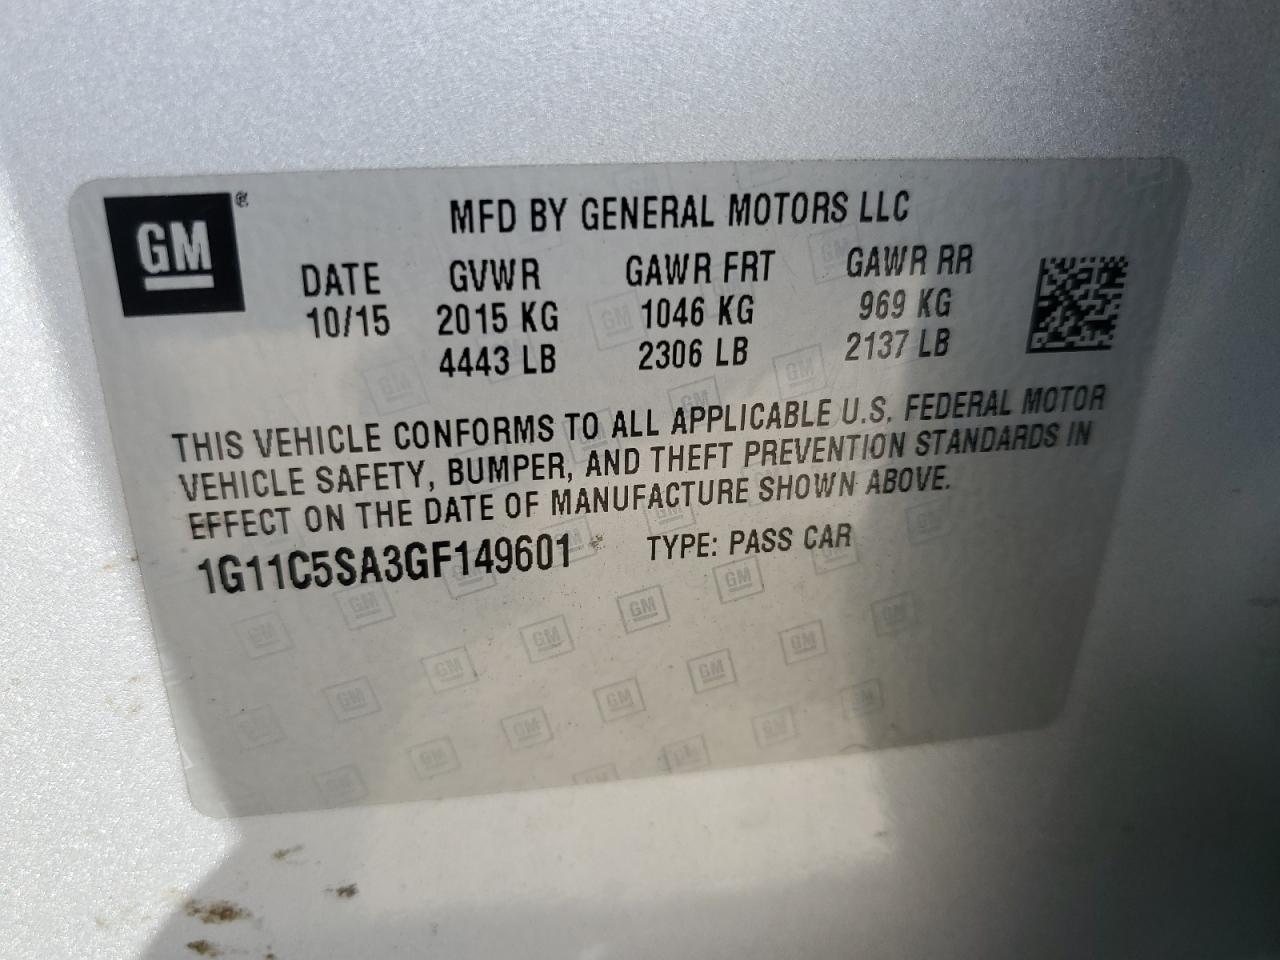 GM ®
MFD BY GENERAL MOTORS LLC
DATE GVWR GAWR FRT GAWR RR
10/15 2015 KG 1046 KG 969 KG
4443 LB 2306 LB 2137 LB
THIS VEHICLE CONFORMS TO ALL APPLICABLE U.S. FEDERAL MOTOR
VEHICLE SAFETY, BUMPER, AND THEFT PREVENTION STANDARDS IN
EFFECT ON THE DATE OF MANUFACTURE SHOWN ABOVE.
1G11C5SA3GF149601 TYPE: PASS CAR